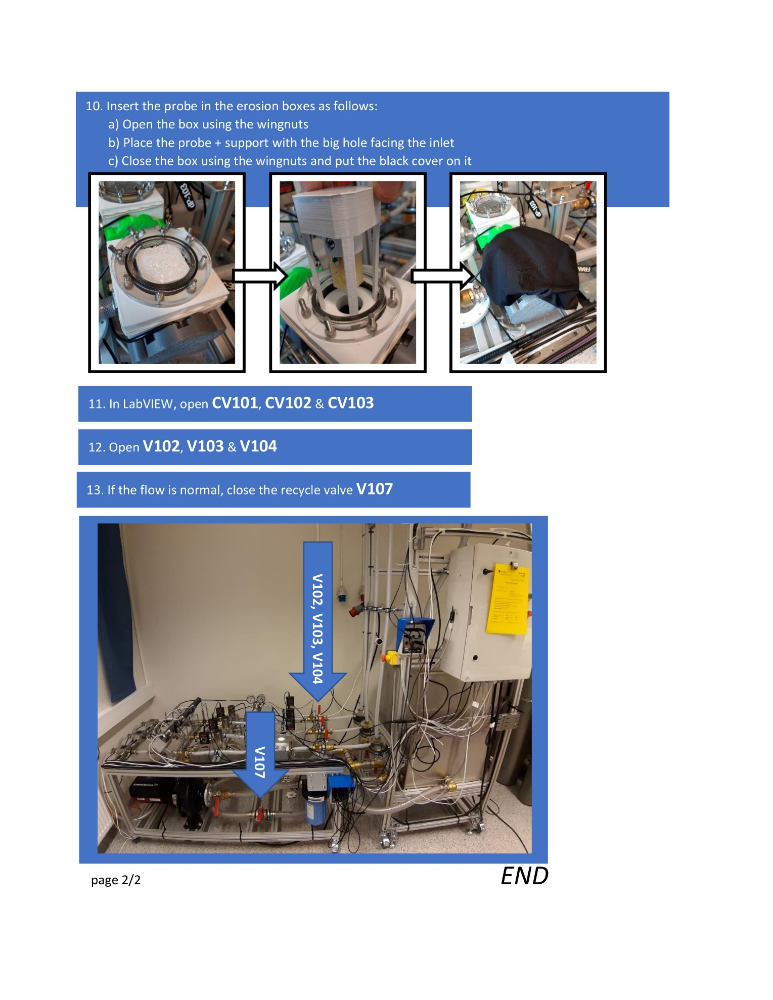 10. Insert the probe in the erosion boxes as follows:
a) Open the box using the wingnuts
b) Place the probe + support with the big hole facing the inlet
c) Close the box using the wingnuts and put the black cover on it
dP-103
dP-103
FRAN
11. In LabVIEW, open CV101, CV102 & CV103
12. Open V102, V103 & V104
13. If the flow is normal, close the recycle valve V107
V102, V103, V104
V107
GRUNDFOS
page 2/2
END